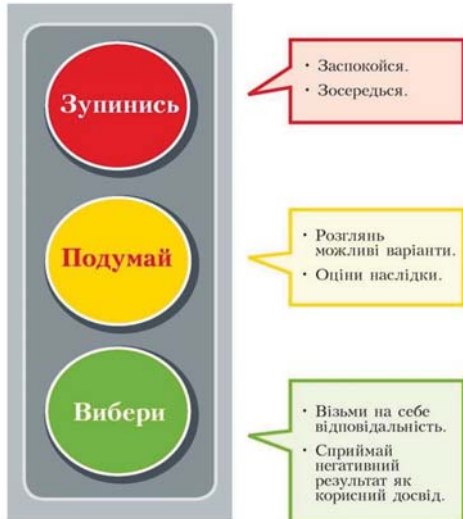 Зупинись
· Заспокойся.
· Зосередься.
Подумай
· Розглянь
можливі варіанти.
· Оціни наслідки.
Вибери
· Візьми на себе
відповідальність.
· Сприймай
негативний
результат як
корисний досвід.